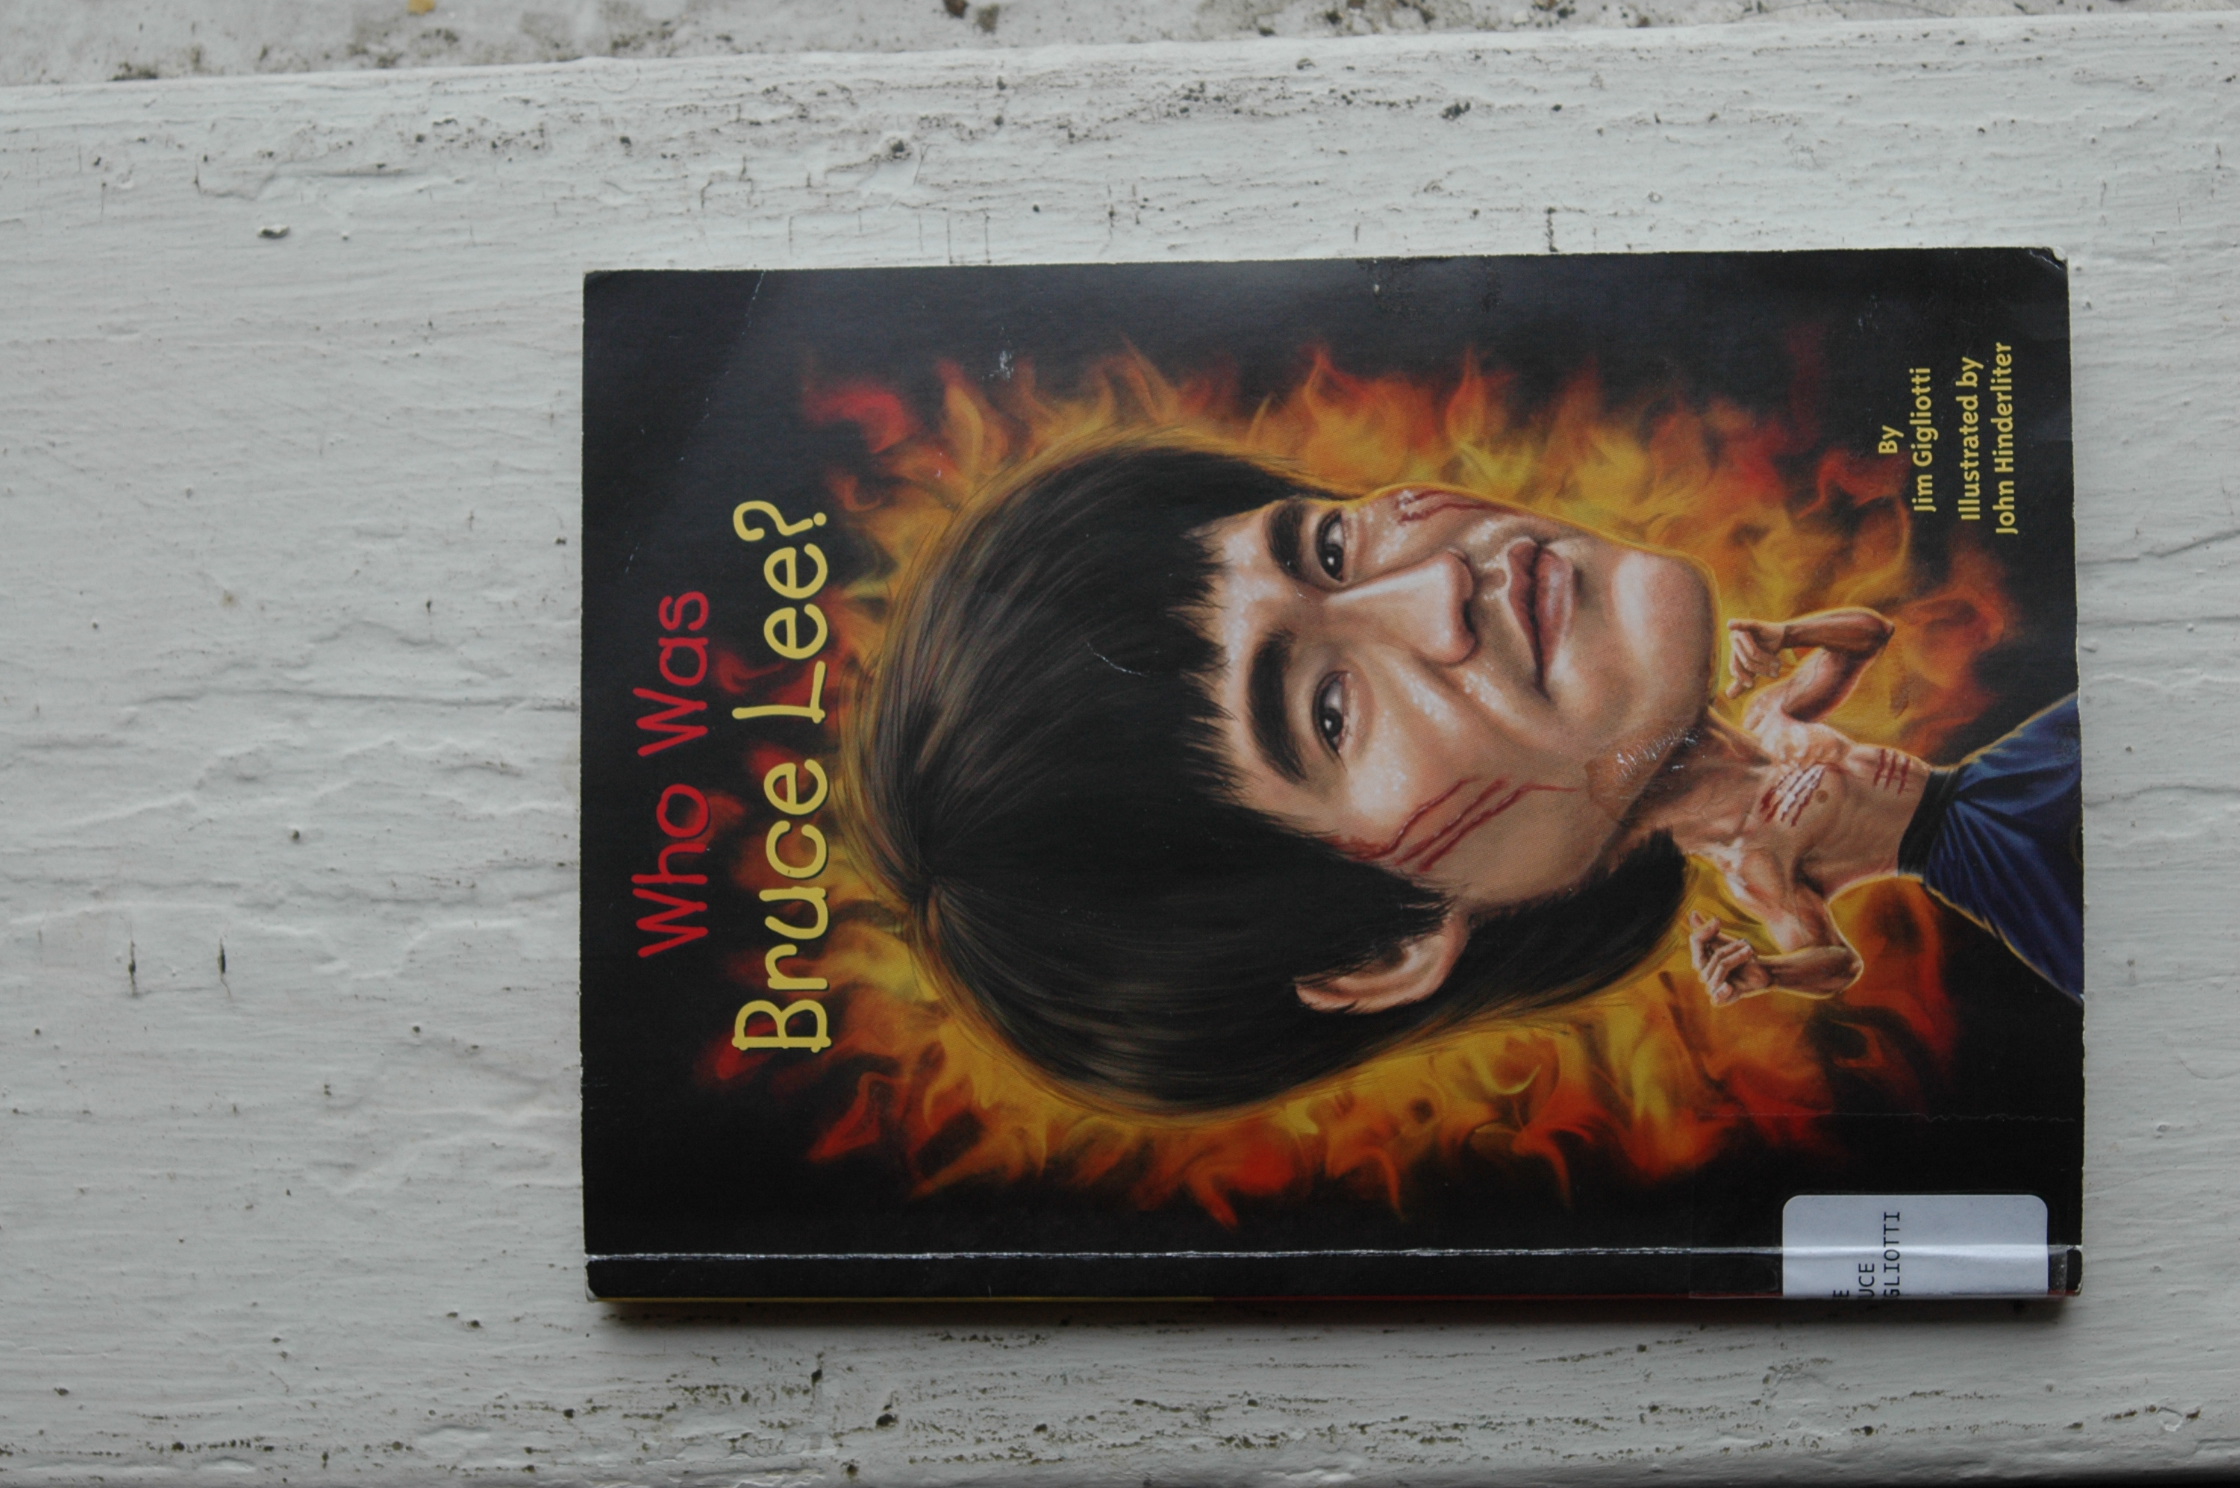 Who Was
Bruce Lee?
By
Jim Gigliotti
Illustrated by
John Hinderliter
E
UCE
GLIOTTI